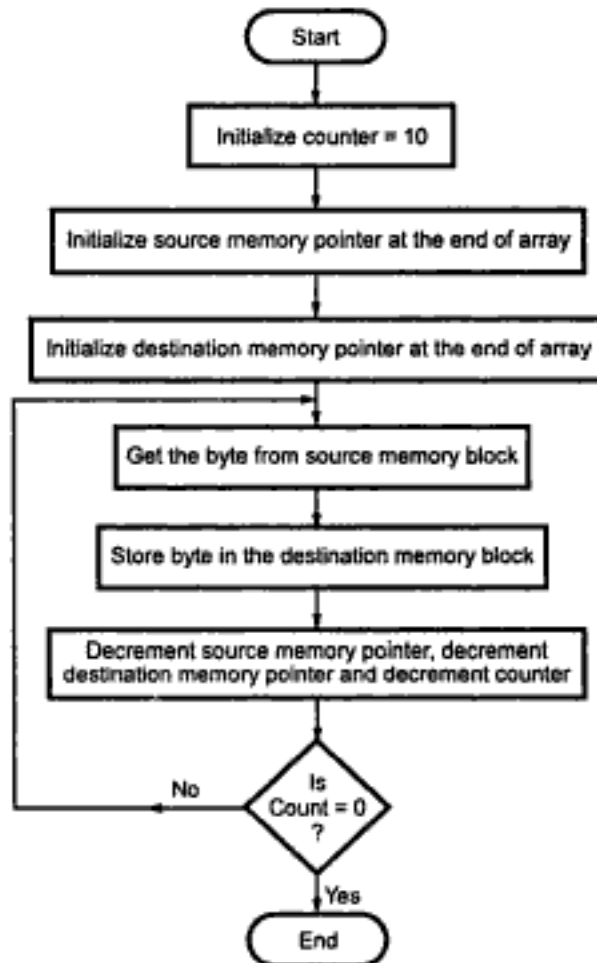 Start
Initialize counter = 10
Initialize source memory pointer at the end of array
Initialize destination memory pointer at the end of array
Get the byte from source memory block
Store byte in the destination memory block
Decrement source memory pointer, decrement
destination memory pointer and decrement counter
Is
Count = 0
?
No
Yes
End